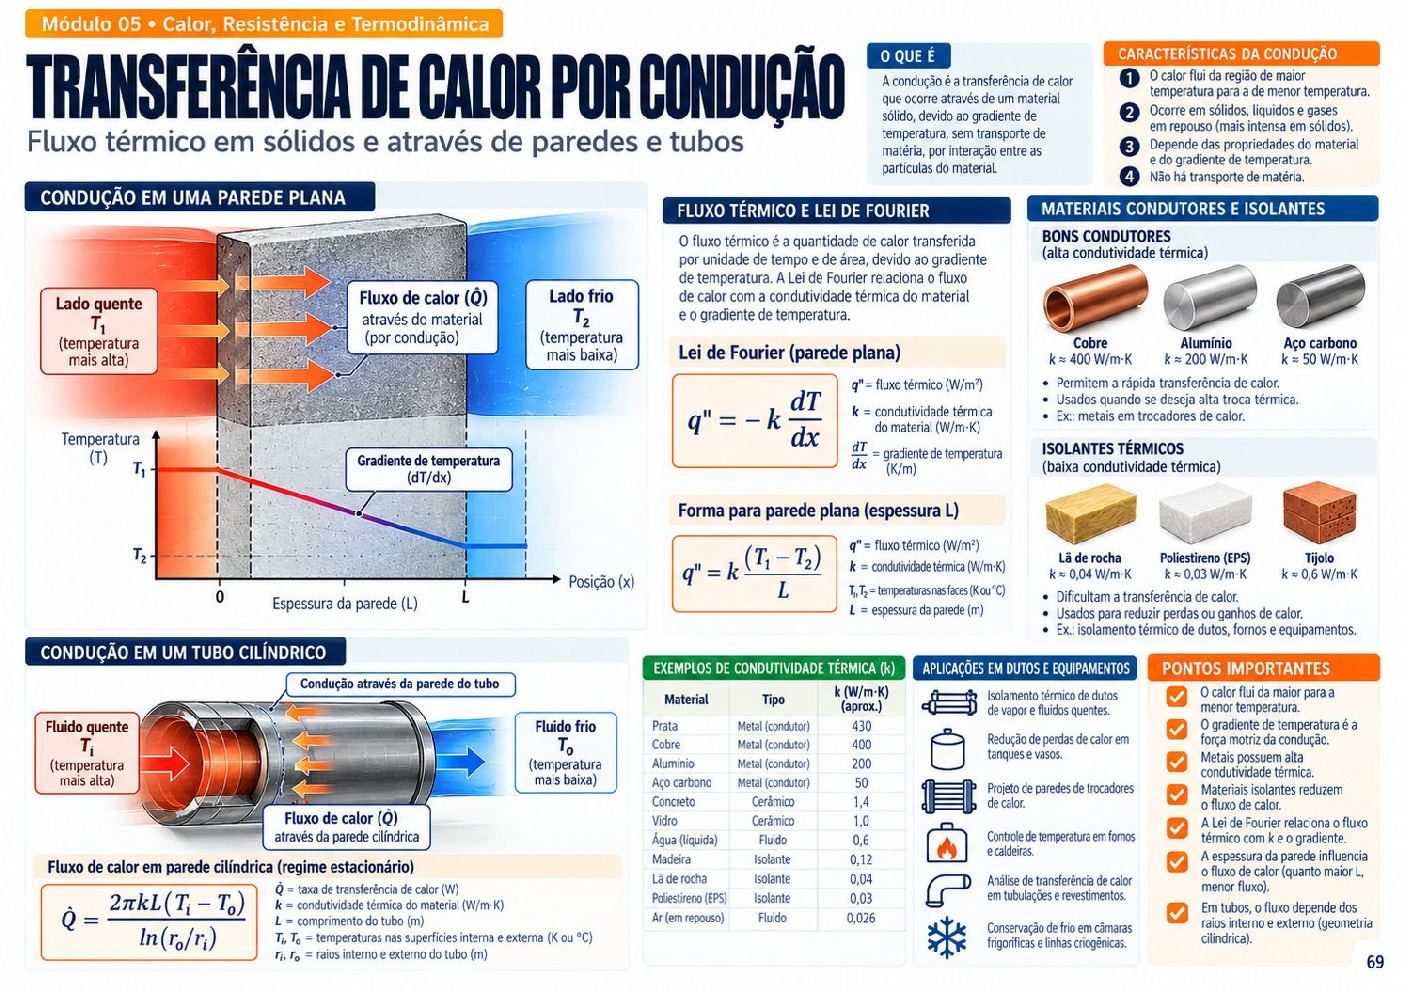 Módulo 05 • Calor, Resistência e Termodinâmica
TRANSFERÊNCIA DE CALOR POR CONDUÇÃO
Fluxo térmico em sólidos e através de paredes e tubos
O QUE É
A condução é a transferência de calor
que ocorre através de um material
sólido, devido ao gradiente de
temperatura, sem transporte de
matéria, por interação entre as
partículas do material.
CARACTERÍSTICAS DA CONDUÇÃO
1 O calor flui da região de maior
temperatura para a de menor temperatura.
2 Ocorre em sólidos, líquidos e gases
em repouso (mais intensa em sólidos).
3 Depende das propriedades do material
e do gradiente de temperatura.
4 Não há transporte de matéria.
CONDUÇÃO EM UMA PAREDE PLANA
Lado quente
T₁
(temperatura
mais alta)
Fluxo de calor (Q̂)
através do material
(por condução)
Lado frio
T₂
(temperatura
mais baixa)
Temperatura
(T)
T₁
T₂
Gradiente de temperatura
(dT/dx)
0
L
Posição (x)
Espessura da parede (L)
FLUXO TÉRMICO E LEI DE FOURIER
O fluxo térmico é a quantidade de calor transferida
por unidade de tempo e de área, devido ao gradiente
de temperatura. A Lei de Fourier relaciona o fluxo
de calor com a condutividade térmica do material
e o gradiente de temperatura.
Lei de Fourier (parede plana)
q" = − k dT/dx
q" = fluxo térmico (W/m²)
k = condutividade térmica
do material (W/m·K)
dT/dx = gradiente de temperatura
(K/m)
Forma para parede plana (espessura L)
q" = k (T₁ − T₂)/L
q" = fluxo térmico (W/m²)
k = condutividade térmica (W/m·K)
T₁, T₂ = temperaturas nas faces (K ou °C)
L = espessura da parede (m)
MATERIAIS CONDUTORES E ISOLANTES
BONS CONDUTORES
(alta condutividade térmica)
Cobre
k ≈ 400 W/m·K
Alumínio
k ≈ 200 W/m·K
Aço carbono
k ≈ 50 W/m·K
• Permitem a rápida transferência de calor.
• Usados quando se deseja alta troca térmica.
• Ex.: metais em trocadores de calor.
ISOLANTES TÉRMICOS
(baixa condutividade térmica)
Lã de rocha
k ≈ 0,04 W/m·K
Poliestireno (EPS)
k ≈ 0,03 W/m·K
Tijolo
k ≈ 0,6 W/m·K
• Dificultam a transferência de calor.
• Usados para reduzir perdas ou ganhos de calor.
• Ex.: isolamento térmico de dutos, fornos e equipamentos.
CONDUÇÃO EM UM TUBO CILÍNDRICO
Condução através da parede do tubo
Fluido quente
Tᵢ
(temperatura
mais alta)
Fluido frio
Tₒ
(temperatura
mais baixa)
Fluxo de calor (Q̂)
através da parede cilíndrica
Fluxo de calor em parede cilíndrica (regime estacionário)
Q̂ = 2πkL(Tᵢ − Tₒ)/ln(rₒ/rᵢ)
Q̂ = taxa de transferência de calor (W)
k = condutividade térmica do material (W/m·K)
L = comprimento do tubo (m)
Tᵢ, Tₒ = temperaturas nas superfícies interna e externa (K ou °C)
rᵢ, rₒ = raios interno e externo do tubo (m)
EXEMPLOS DE CONDUTIVIDADE TÉRMICA (k)
Material Tipo k (W/m·K) (aprox.)
Prata Metal (condutor) 430
Cobre Metal (condutor) 400
Alumínio Metal (condutor) 200
Aço carbono Metal (condutor) 50
Concreto Cerâmico 1,4
Vidro Cerâmico 1,0
Água (líquida) Fluido 0,6
Madeira Isolante 0,12
Lã de rocha Isolante 0,04
Poliestireno (EPS) Isolante 0,03
Ar (em repouso) Fluido 0,026
APLICAÇÕES EM DUTOS E EQUIPAMENTOS
Isolamento térmico de dutos
de vapor e fluidos quentes.
Redução de perdas de calor em
tanques e vasos.
Projeto de paredes de trocadores
de calor.
Controle de temperatura em fornos
e caldeiras.
Análise de transferência de calor
em tubulações e revestimentos.
Conservação de frio em câmaras
frigoríficas e linhas criogênicas.
PONTOS IMPORTANTES
O calor flui da maior para a
menor temperatura.
O gradiente de temperatura é a
força motriz da condução.
Metais possuem alta
condutividade térmica.
Materiais isolantes reduzem
o fluxo de calor.
A Lei de Fourier relaciona o fluxo
térmico com k e o gradiente.
A espessura da parede influencia
o fluxo de calor (quanto maior L,
menor fluxo).
Em tubos, o fluxo depende dos
raios interno e externo (geometria
cilíndrica).
69